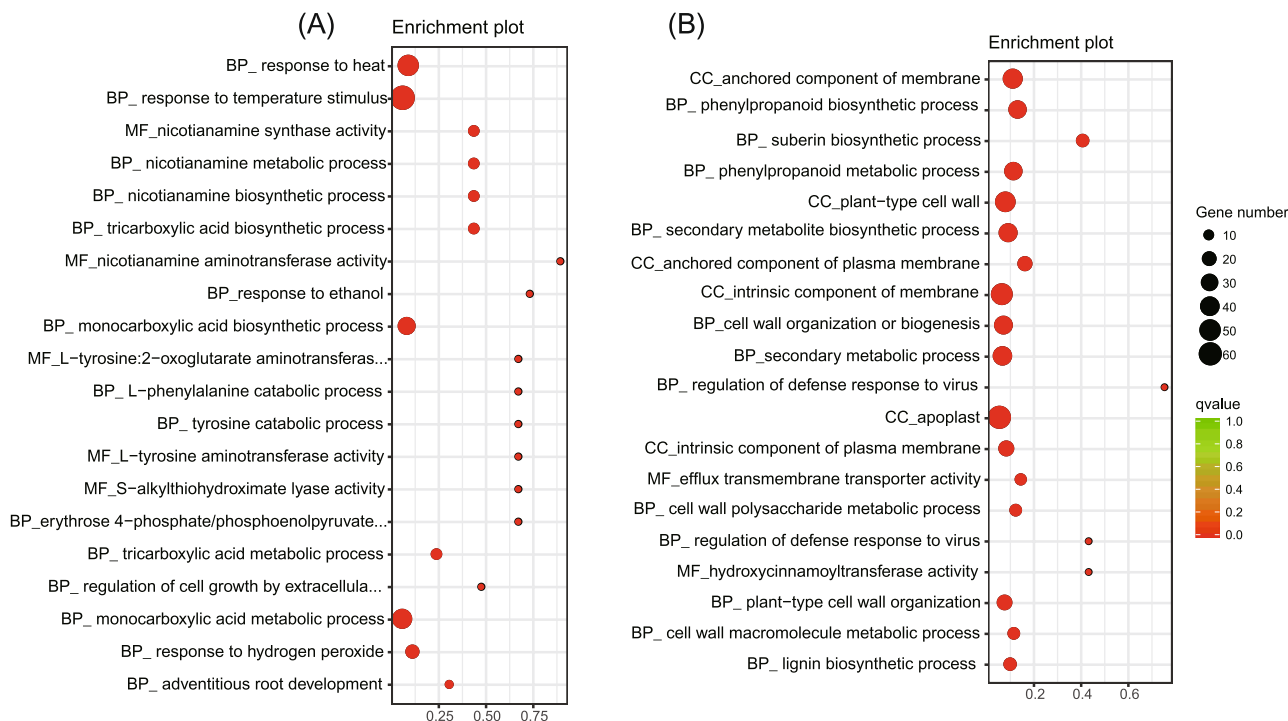 (A)
Enrichment plot
BP_ response to heat
BP_ response to temperature stimulus
MF_nicotianamine synthase activity
BP_ nicotianamine metabolic process
BP_ nicotianamine biosynthetic process
BP_ tricarboxylic acid biosynthetic process
MF_nicotianamine aminotransferase activity
BP_response to ethanol
BP_ monocarboxylic acid biosynthetic process
MF_L−tyrosine:2−oxoglutarate aminotransferas...
BP_ L−phenylalanine catabolic process
BP_ tyrosine catabolic process
MF_L−tyrosine aminotransferase activity
MF_S−alkylthiohydroximate lyase activity
BP_erythrose 4−phosphate/phosphoenolpyruvate...
BP_ tricarboxylic acid metabolic process
BP_ regulation of cell growth by extracellula...
BP_ monocarboxylic acid metabolic process
BP_ response to hydrogen peroxide
BP_ adventitious root development
0.25 0.50 0.75
(B)
Enrichment plot
CC_anchored component of membrane
BP_ phenylpropanoid biosynthetic process
BP_ suberin biosynthetic process
BP_ phenylpropanoid metabolic process
CC_plant−type cell wall
BP_ secondary metabolite biosynthetic process
CC_anchored component of plasma membrane
CC_intrinsic component of membrane
BP_cell wall organization or biogenesis
BP_secondary metabolic process
BP_ regulation of defense response to virus
CC_apoplast
CC_intrinsic component of plasma membrane
MF_efflux transmembrane transporter activity
BP_ cell wall polysaccharide metabolic process
BP_ regulation of defense response to virus
MF_hydroxycinnamoyltransferase activity
BP_ plant−type cell wall organization
BP_ cell wall macromolecule metabolic process
BP_ lignin biosynthetic process
0.2 0.4 0.6
Gene number
10
20
30
40
50
60
qvalue
1.0
0.8
0.6
0.4
0.2
0.0